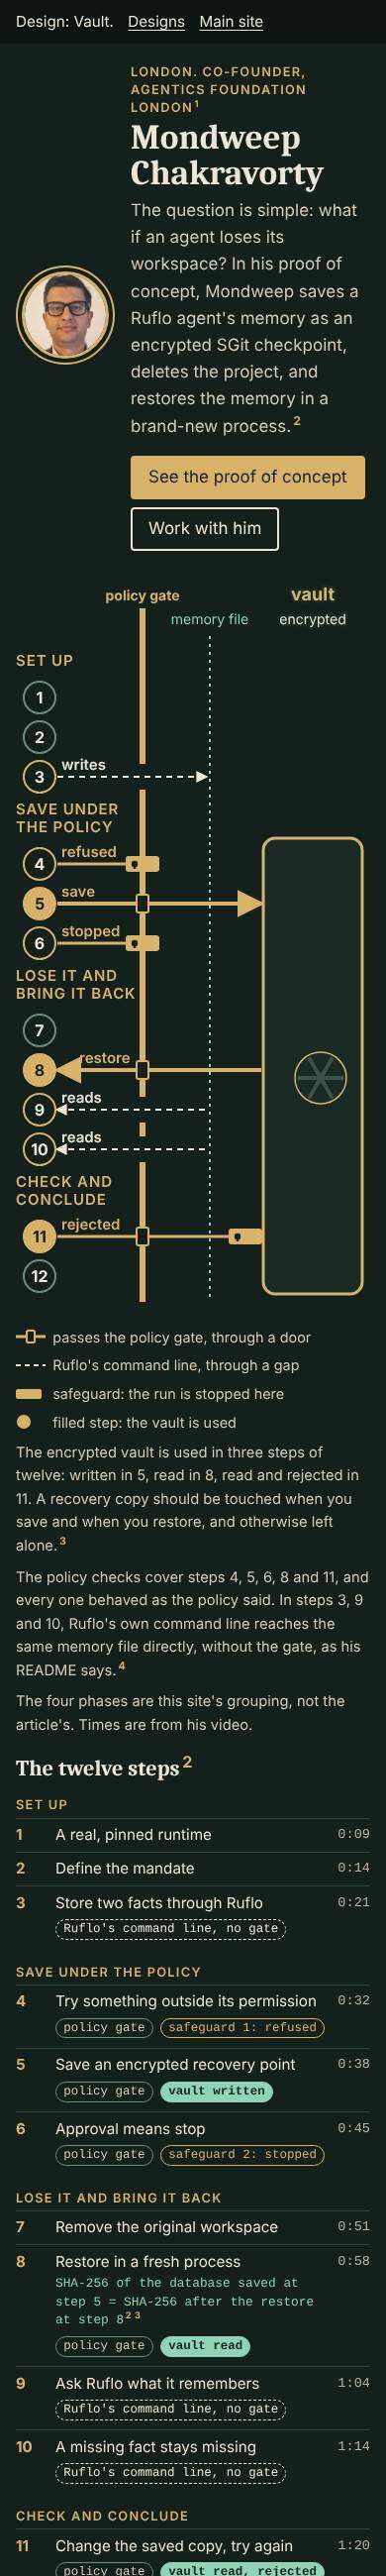 Design: Vault. Designs Main site
LONDON. CO-FOUNDER,
AGENTICS FOUNDATION
LONDON 1
Mondweep
Chakravorty
The question is simple: what
if an agent loses its
workspace? In his proof of
concept, Mondweep saves a
Ruflo agent's memory as an
encrypted SGit checkpoint,
deletes the project, and
restores the memory in a
brand-new process. 2
See the proof of concept
Work with him
policy gate
vault
memory file
encrypted
SET UP
1
2
3 writes
SAVE UNDER
THE POLICY
4 refused
5 save
6 stopped
LOSE IT AND
BRING IT BACK
7
8 restore
9 reads
10 reads
CHECK AND
CONCLUDE
11 rejected
12
passes the policy gate, through a door
Ruflo's command line, through a gap
safeguard: the run is stopped here
filled step: the vault is used
The encrypted vault is used in three steps of
twelve: written in 5, read in 8, read and rejected in
11. A recovery copy should be touched when you
save and when you restore, and otherwise left
alone. 3
The policy checks cover steps 4, 5, 6, 8 and 11, and
every one behaved as the policy said. In steps 3, 9
and 10, Ruflo's own command line reaches the
same memory file directly, without the gate, as his
README says. 4
The four phases are this site's grouping, not the
article's. Times are from his video.
The twelve steps 2
SET UP
1 A real, pinned runtime 0:09
2 Define the mandate 0:14
3 Store two facts through Ruflo 0:21
Ruflo's command line, no gate
SAVE UNDER THE POLICY
4 Try something outside its permission 0:32
policy gate safeguard 1: refused
5 Save an encrypted recovery point 0:38
policy gate vault written
6 Approval means stop 0:45
policy gate safeguard 2: stopped
LOSE IT AND BRING IT BACK
7 Remove the original workspace 0:51
8 Restore in a fresh process 0:58
SHA-256 of the database saved at
step 5 = SHA-256 after the restore
at step 8 2 3
policy gate vault read
9 Ask Ruflo what it remembers 1:04
Ruflo's command line, no gate
10 A missing fact stays missing 1:14
Ruflo's command line, no gate
CHECK AND CONCLUDE
11 Change the saved copy, try again 1:20
policy gate vault read, rejected